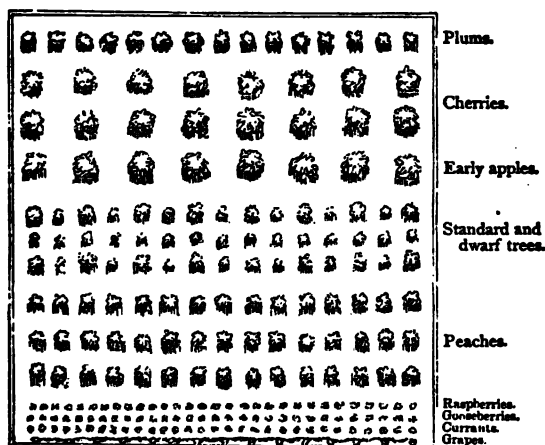 Plums.
Cherries.
Early apples.
Standard and
dwarf trees.
Peaches.
Raspberries.
Gooseberries.
Currants.
Grapes.